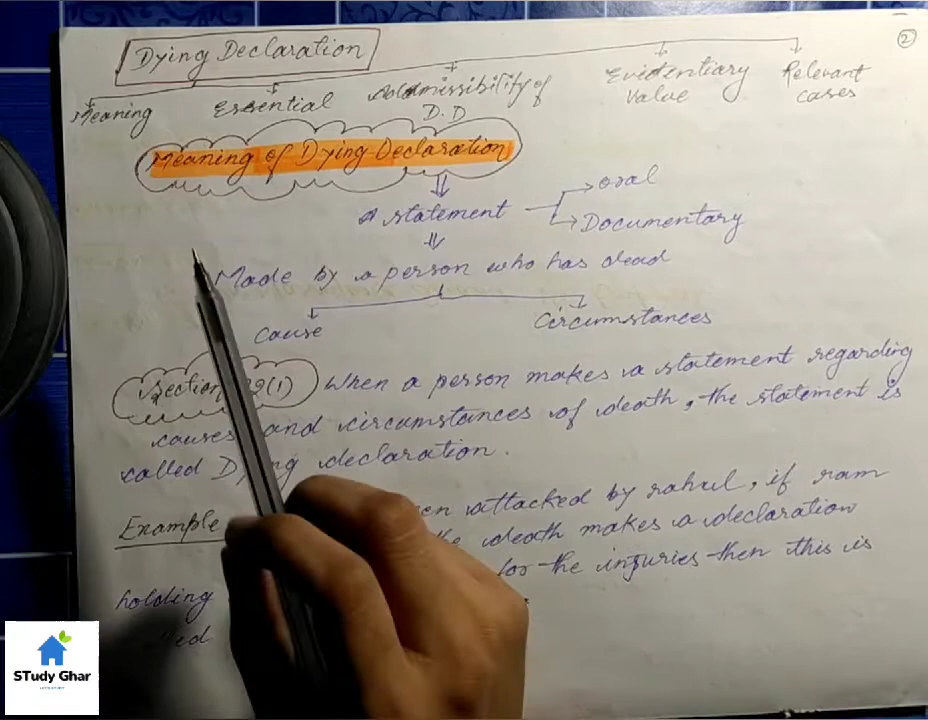 Dying Declaration
2
Meaning Essential Admissibility of D.D Evidentiary Value Relevant cases
Meaning of Dying Declaration
A statement
oral
Documentary
Made by a person who has dead
Cause Circumstances
Section 2(1) When a person makes a statement regarding
causes and circumstances of death, the statement is
called declaration.
Example attacked by rahul, if ram
the death makes a declaration
holding for the injuries then this is
STudy Ghar